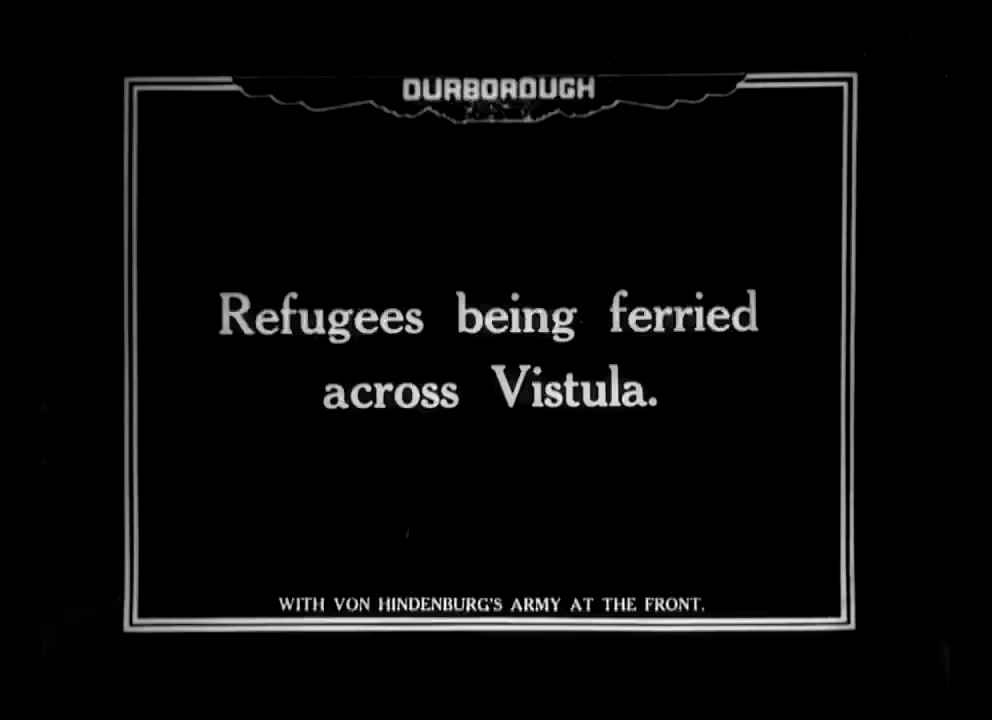 DURBOROUGH
Refugees being ferried
across Vistula.
WITH VON HINDENBURG'S ARMY AT THE FRONT.